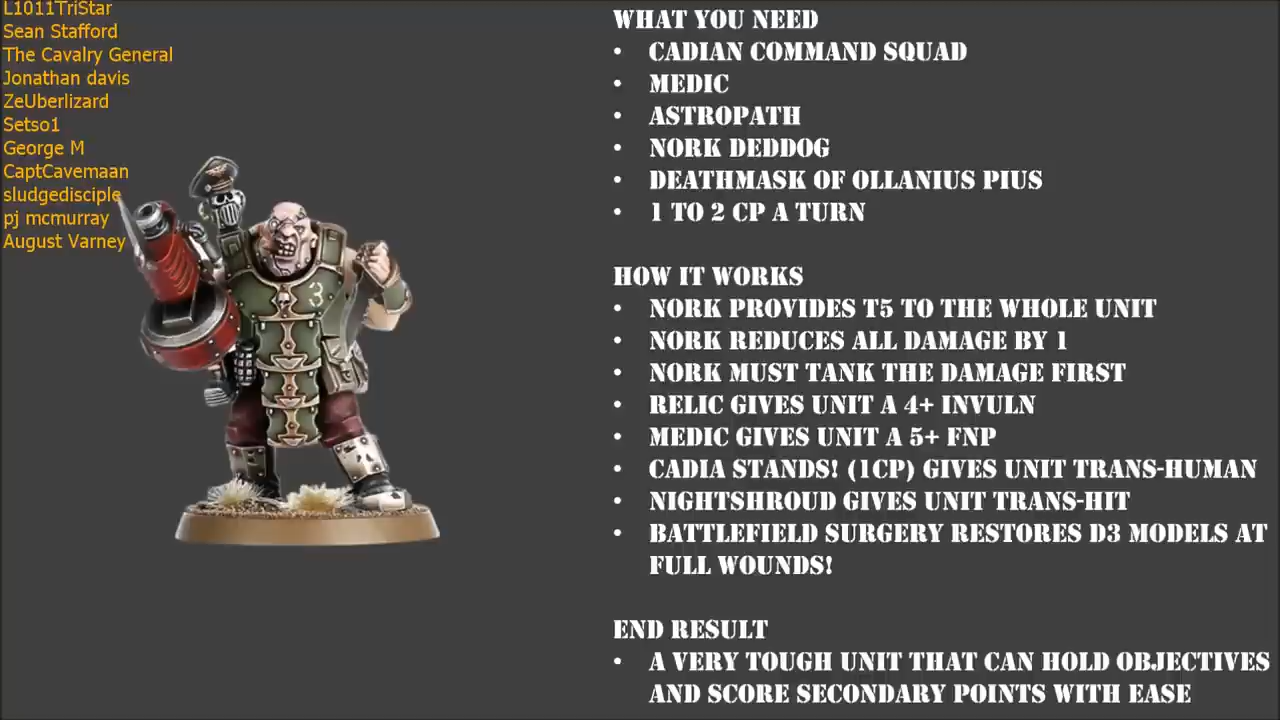 L1011TriStar
Sean Stafford
The Cavalry General
Jonathan davis
ZeUberlizard
Setso1
George M
CaptCavemaan
sludgedisciple
pj mcmurray
August Varney
3
WHAT YOU NEED
• CADIAN COMMAND SQUAD
• MEDIC
• ASTROPATH
• NORK DEDDOG
• DEATHMASK OF OLLANIUS PIUS
• 1 TO 2 CP A TURN
HOW IT WORKS
• NORK PROVIDES T5 TO THE WHOLE UNIT
• NORK REDUCES ALL DAMAGE BY 1
• NORK MUST TANK THE DAMAGE FIRST
• RELIC GIVES UNIT A 4+ INVULN
• MEDIC GIVES UNIT A 5+ FNP
• CADIA STANDS! (1CP) GIVES UNIT TRANS-HUMAN
• NIGHTSHROUD GIVES UNIT TRANS-HIT
• BATTLEFIELD SURGERY RESTORES D3 MODELS AT
FULL WOUNDS!
END RESULT
• A VERY TOUGH UNIT THAT CAN HOLD OBJECTIVES
AND SCORE SECONDARY POINTS WITH EASE